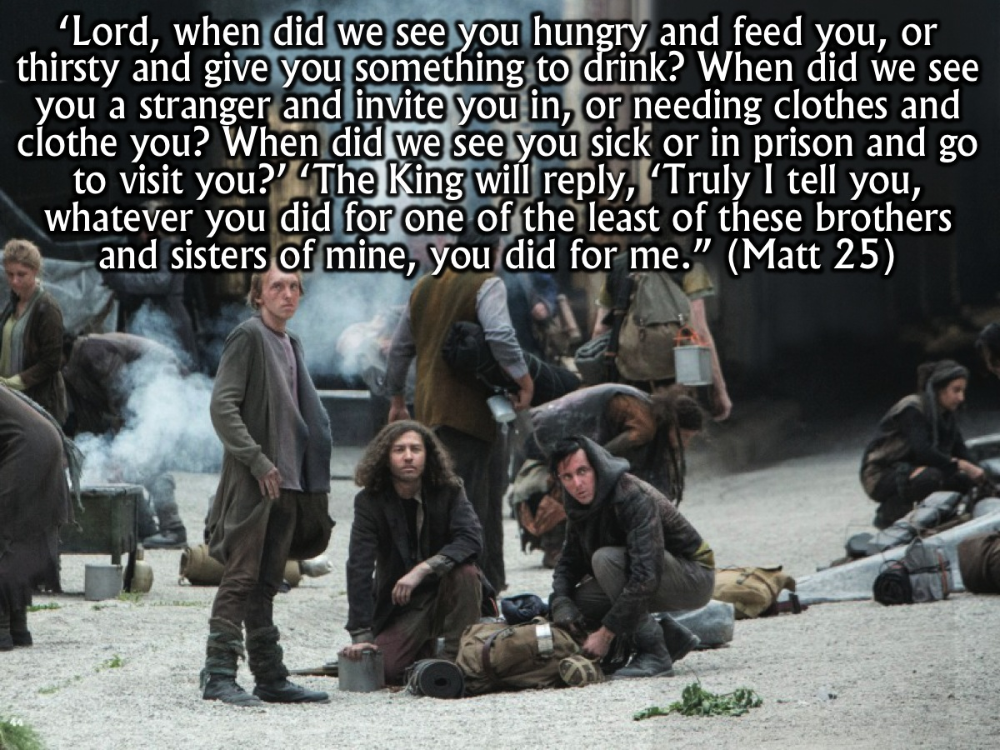 ‘Lord, when did we see you hungry and feed you, or
thirsty and give you something to drink? When did we see
you a stranger and invite you in, or needing clothes and
clothe you? When did we see you sick or in prison and go
to visit you?’ ‘The King will reply, ‘Truly I tell you,
whatever you did for one of the least of these brothers
and sisters of mine, you did for me.” (Matt 25)
44